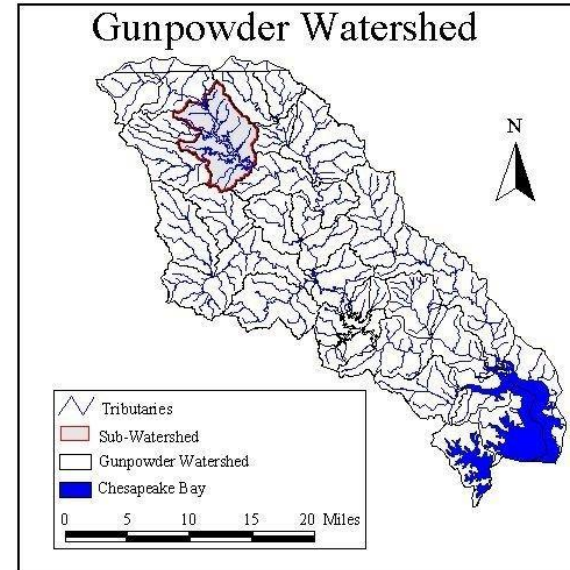 Gunpowder Watershed
N
Tributaries
Sub-Watershed
Gunpowder Watershed
Chesapeake Bay
0 5 10 15 20 Miles